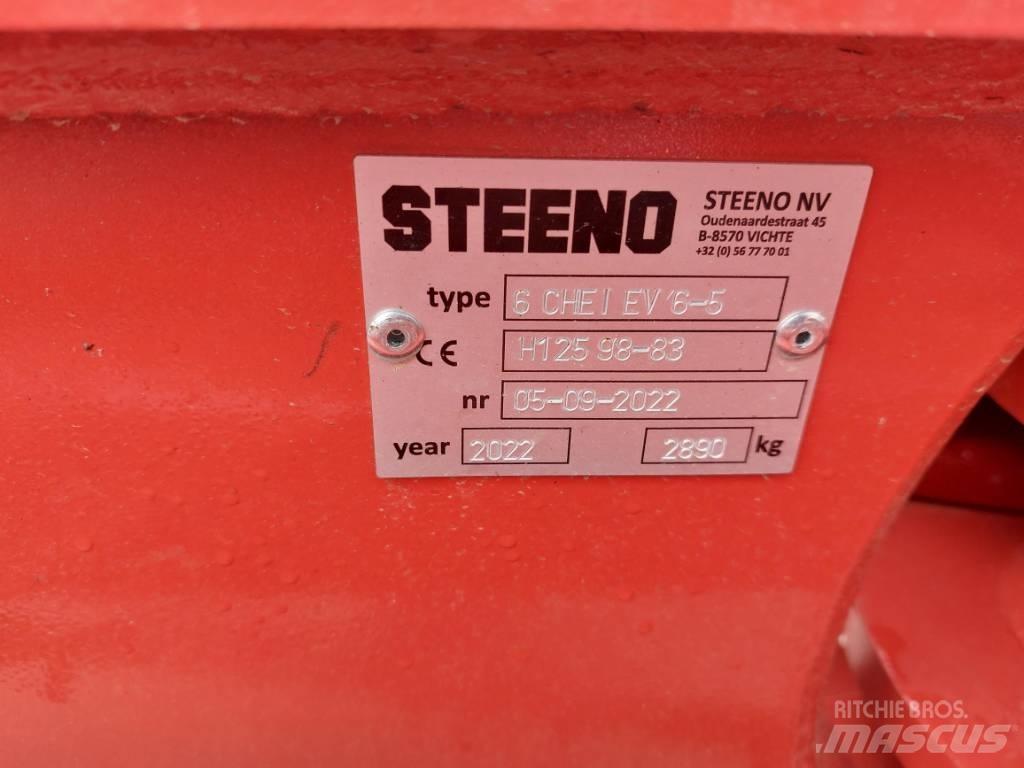 STEENO
STEENO NV
Oudenaardestraat 45
B-8570 VICHTE
+32 (0) 56 77 70 01
type 6 CHEI EV'6-5
CE H125 98-83
nr 05-09-2022
year 2022 2890 kg
RITCHIE BROS.
MASCUS